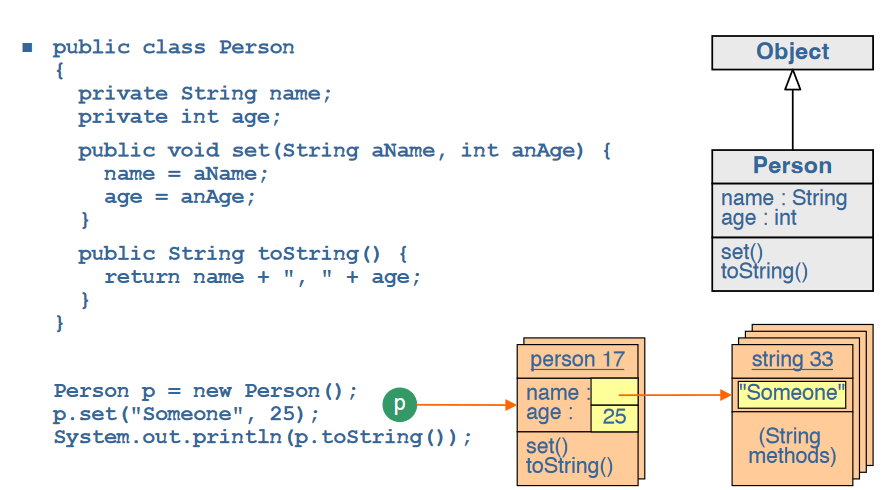 public class Person
{
private String name;
private int age;
public void set(String aName, int anAge) {
name = aName;
age = anAge;
}
public String toString() {
return name + ", " + age;
}
}
Person p = new Person();
p.set("Someone", 25);
System.out.println(p.toString());
Object
Person
name : String
age : int
set()
toString()
p
person 17
name :
age : 25
set()
toString()
string 33
"Someone"
(String
methods)